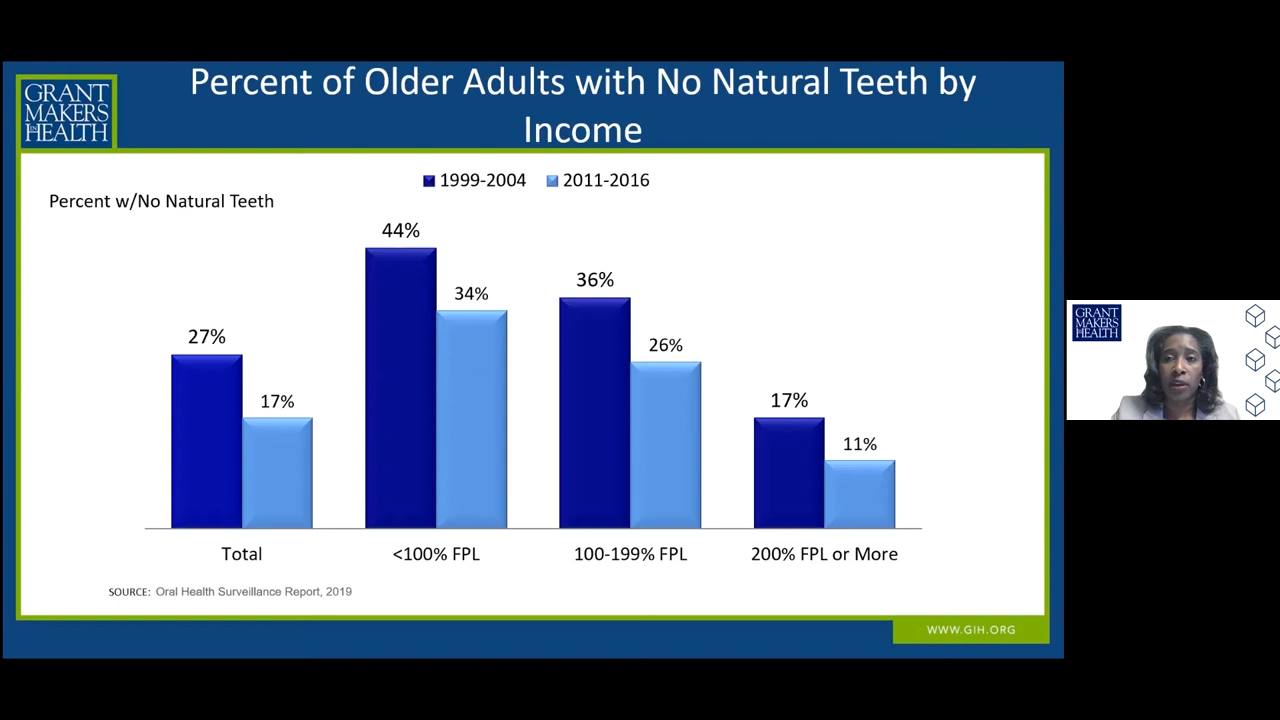 GRANT
MAKERS
IN HEALTH
Percent of Older Adults with No Natural Teeth by
Income
1999-2004
2011-2016
Percent w/No Natural Teeth
44%
34%
36%
26%
27%
17%
17%
11%
Total
<100% FPL
100-199% FPL
200% FPL or More
SOURCE: Oral Health Surveillance Report, 2019
WWW.GIH.ORG
GRANT
MAKERS
IN HEALTH